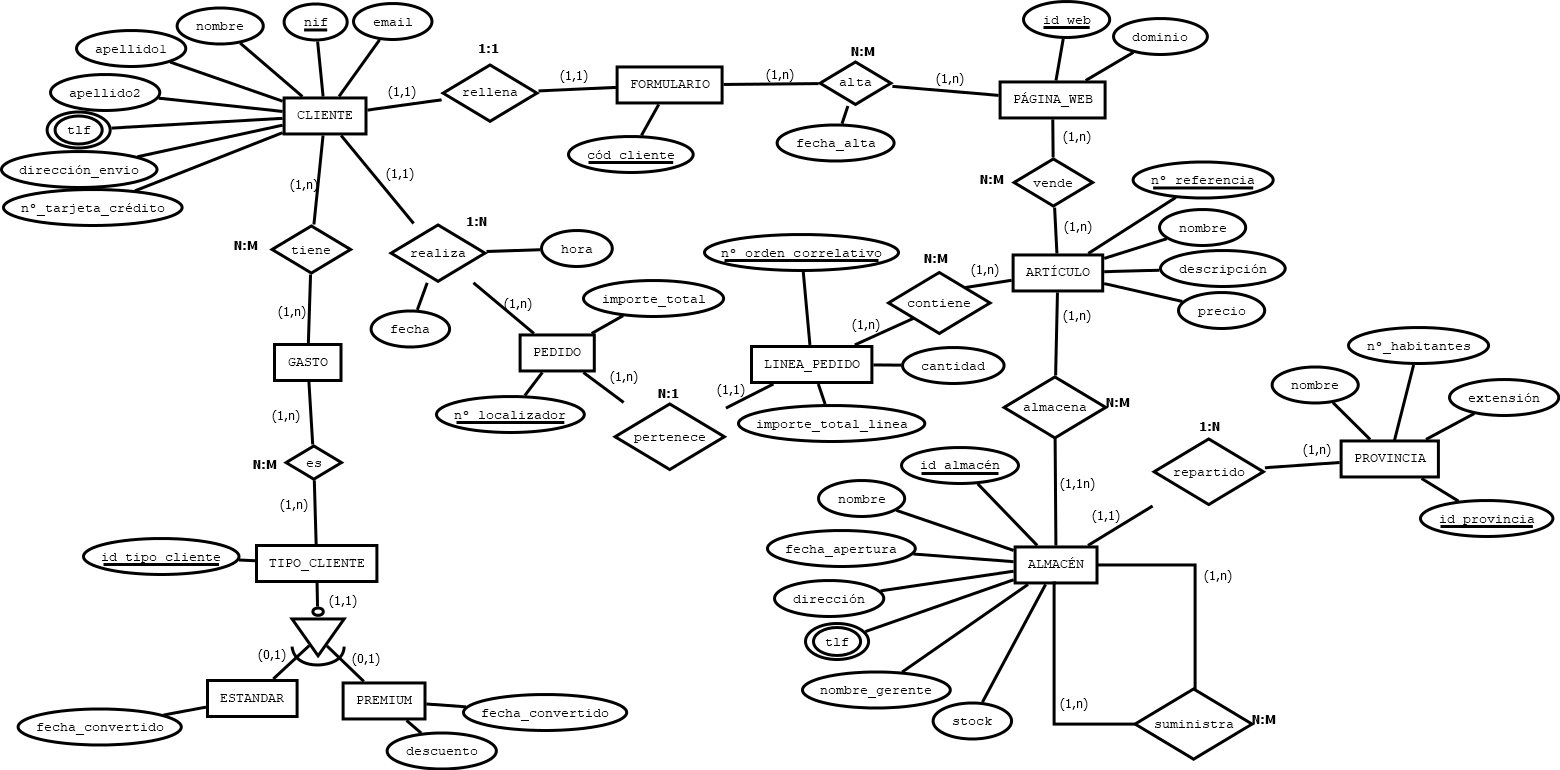 nombre
nif
email
apellido1
apellido2
tlf
dirección_envio
nº_tarjeta_crédito
CLIENTE
(1,1)
1:1
rellena
(1,1)
FORMULARIO
cód_cliente
(1,n)
N:M
alta
fecha_alta
(1,n)
id_web
dominio
PÁGINA_WEB
(1,n)
N:M
vende
(1,n)
nº_referencia
nombre
descripción
precio
ARTÍCULO
(1,n)
N:M
tiene
(1,n)
GASTO
(1,n)
N:M
es
(1,n)
id_tipo_cliente
TIPO_CLIENTE
(1,1)
(0,1)
(0,1)
ESTANDAR
PREMIUM
fecha_convertido
fecha_convertido
descuento
(1,1)
1:N
realiza
hora
fecha
(1,n)
importe_total
PEDIDO
nº_localizador
(1,n)
N:1
pertenece
(1,1)
nº_orden_correlativo
LINEA_PEDIDO
cantidad
importe_total_linea
(1,n)
N:M
contiene
(1,n)
(1,n)
almacena
N:M
(1,1n)
id_almacén
nombre
fecha_apertura
dirección
tlf
nombre_gerente
stock
ALMACÉN
(1,1)
1:N
repartido
(1,n)
PROVINCIA
nombre
nº_habitantes
extensión
id_provincia
(1,n)
(1,n)
suministra
N:M